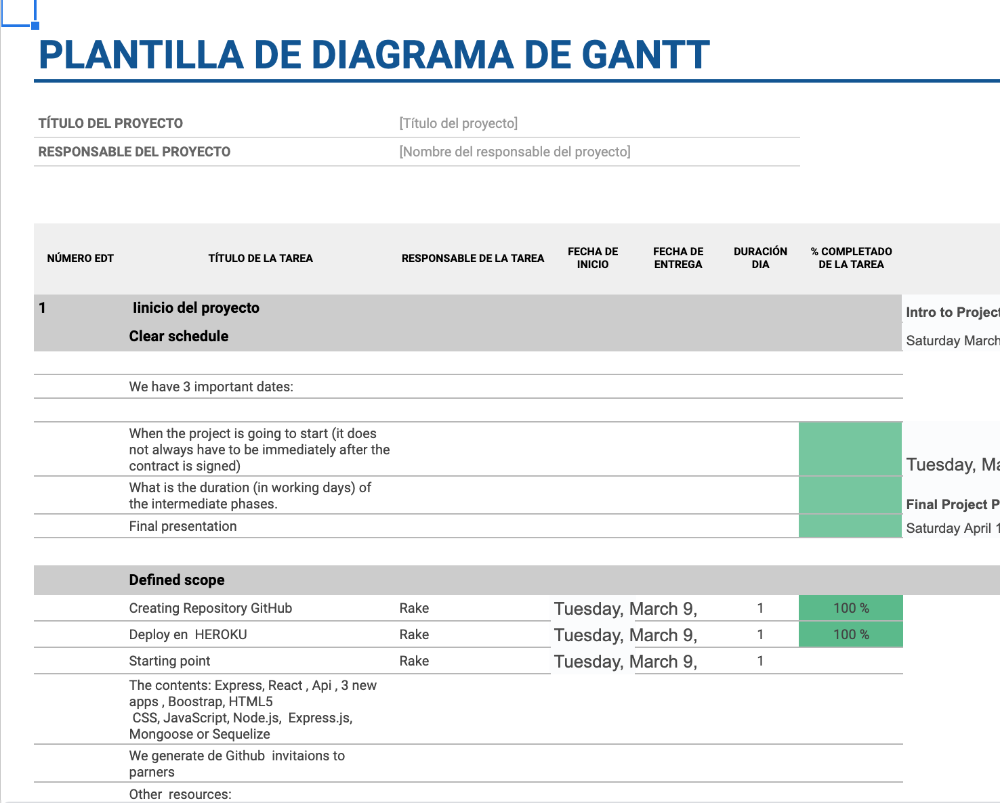 PLANTILLA DE DIAGRAMA DE GANTT
TÍTULO DEL PROYECTO [Título del proyecto]
RESPONSABLE DEL PROYECTO [Nombre del responsable del proyecto]
NÚMERO EDT
TÍTULO DE LA TAREA
RESPONSABLE DE LA TAREA
FECHA DE
INICIO
FECHA DE
ENTREGA
DURACIÓN
DIA
% COMPLETADO
DE LA TAREA
1 Iinicio del proyecto
Intro to Project
Clear schedule
Saturday March
We have 3 important dates:
When the project is going to start (it does
not always have to be immediately after the
contract is signed)
Tuesday, Ma
What is the duration (in working days) of
the intermediate phases.
Final Project P
Final presentation
Saturday April 1
Defined scope
Creating Repository GitHub Rake Tuesday, March 9, 1 100 %
Deploy en  HEROKU Rake Tuesday, March 9, 1 100 %
Starting point Rake Tuesday, March 9, 1
The contents: Express, React , Api , 3 new
apps , Boostrap, HTML5
CSS, JavaScript, Node.js,  Express.js,
Mongoose or Sequelize
We generate de Github  invitaions to
parners
Other  resources: